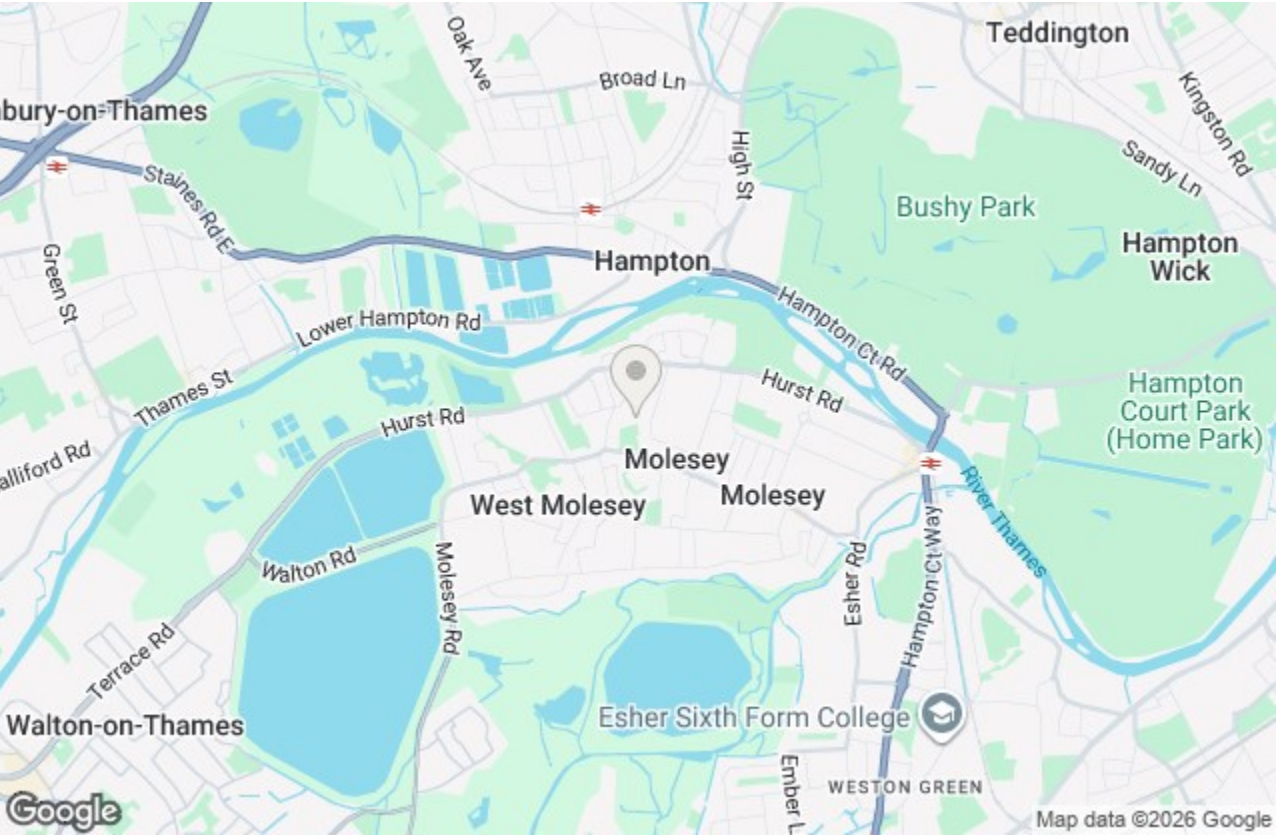 Teddington
Oak Ave
Broad Ln
Kingston Rd
nbury-on-Thames
High St
Sandy Ln
Staines Rd E
Bushy Park
Hampton
Wick
Green St
Hampton
Hampton Ct Rd
Lower Hampton Rd
Thames St
Hurst Rd
Hampton
Court Park
(Home Park)
Hurst Rd
alliford Rd
Molesey
West Molesey
Molesey
River Thames
Walton Rd
Molesey Rd
Esher Rd
Hampton Ct Way
Terrace Rd
Walton-on-Thames
Esher Sixth Form College
Ember L
WESTON GREEN
Google
Map data ©2026 Google